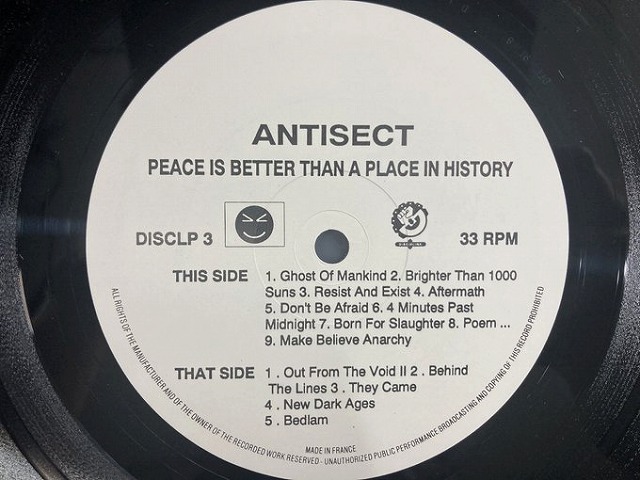 ANTISECT
PEACE IS BETTER THAN A PLACE IN HISTORY
DISCLP 3
33 RPM
THIS SIDE 1. Ghost Of Mankind 2. Brighter Than 1000
Suns 3. Resist And Exist 4. Aftermath
5. Don't Be Afraid 6. 4 Minutes Past
Midnight 7. Born For Slaughter 8. Poem ...
9. Make Believe Anarchy
THAT SIDE 1 . Out From The Void II 2 . Behind
The Lines 3 . They Came
4 . New Dark Ages
5 . Bedlam
MADE IN FRANCE
ALL RIGHTS OF THE MANUFACTURER AND OF THE OWNER OF THE RECORDED WORK RESERVED - UNAUTHORIZED PUBLIC PERFORMANCE BROADCASTING AND COPYING OF THIS RECORD PROHIBITED